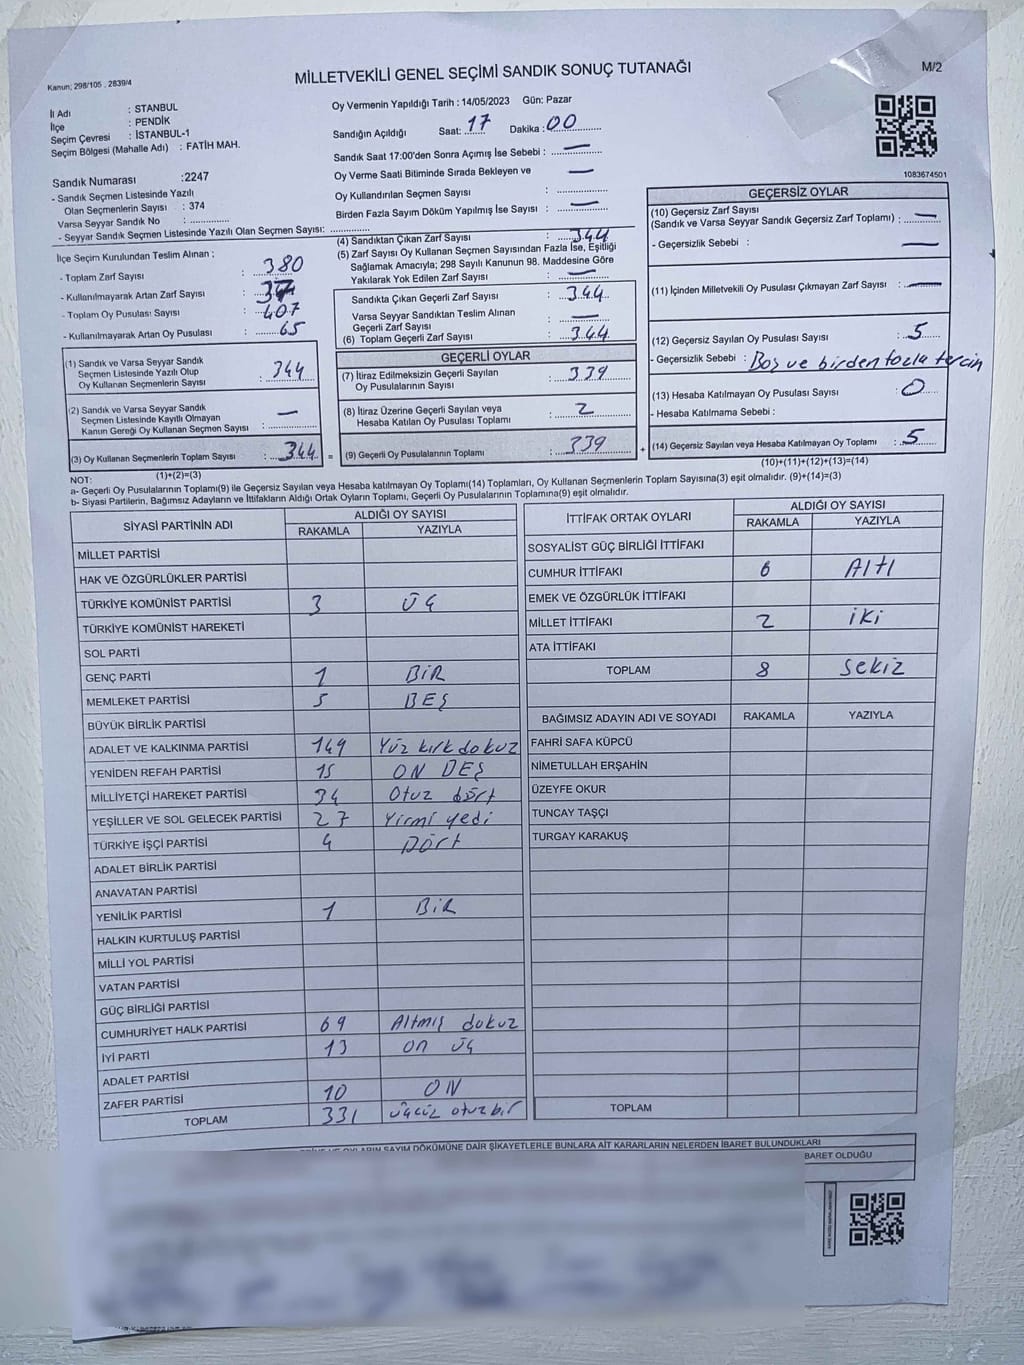 Kanun; 298/105 , 2839/4
MİLLETVEKİLİ GENEL SEÇİMİ SANDIK SONUÇ TUTANAĞI
M/2
İl Adı : STANBUL
İlçe : PENDİK
Seçim Çevresi : İSTANBUL-1
Seçim Bölgesi (Mahalle Adı) : FATİH MAH.
Oy Vermenin Yapıldığı Tarih : 14/05/2023 Gün: Pazar
Sandığın Açıldığı Saat: 17 Dakika : 00
Sandık Saat 17:00'den Sonra Açımış İse Sebebi : —
Oy Verme Saati Bitiminde Sırada Bekleyen ve —
Oy Kullandırılan Seçmen Sayısı :
Birden Fazla Sayım Döküm Yapılmış İse Sayısı : —
1083674501
Sandık Numarası :2247
- Sandık Seçmen Listesinde Yazılı
Olan Seçmenlerin Sayısı : 374
Varsa Seyyar Sandık No :
- Seyyar Sandık Seçmen Listesinde Yazılı Olan Seçmen Sayısı:
İlçe Seçim Kurulundan Teslim Alınan ;
- Toplam Zarf Sayısı : 380
- Kullanılmayarak Artan Zarf Sayısı : 37
- Toplam Oy Pusulası Sayısı : 407
- Kullanılmayarak Artan Oy Pusulası : 65
(1) Sandık ve Varsa Seyyar Sandık
Seçmen Listesinde Yazılı Olup
Oy Kullanan Seçmenlerin Sayısı : 344
(2) Sandık ve Varsa Seyyar Sandık
Seçmen Listesinde Kayıtlı Olmayan
Kanun Gereği Oy Kullanan Seçmen Sayısı : —
(3) Oy Kullanan Seçmenlerin Toplam Sayısı : 344 =
(1)+(2)=(3)
(4) Sandıktan Çıkan Zarf Sayısı : 344
(5) Zarf Sayısı Oy Kullanan Seçmen Sayısından Fazla İse, Eşitliği
Sağlamak Amacıyla; 298 Sayılı Kanunun 98. Maddesine Göre
Yakılarak Yok Edilen Zarf Sayısı : —
Sandıkta Çıkan Geçerli Zarf Sayısı : 344
Varsa Seyyar Sandıktan Teslim Alınan
Geçerli Zarf Sayısı : —
(6) Toplam Geçerli Zarf Sayısı : 344
GEÇERLİ OYLAR
(7) İtiraz Edilmeksizin Geçerli Sayılan
Oy Pusulalarının Sayısı : 339
(8) İtiraz Üzerine Geçerli Sayılan veya
Hesaba Katılan Oy Pusulası Toplamı : 2
(9) Geçerli Oy Pusulalarının Toplamı : 339 +
GEÇERSİZ OYLAR
(10) Geçersiz Zarf Sayısı
(Sandık ve Varsa Seyyar Sandık Geçersiz Zarf Toplamı) : —
- Geçersizlik Sebebi : —
(11) İçinden Milletvekili Oy Pusulası Çıkmayan Zarf Sayısı : —
(12) Geçersiz Sayılan Oy Pusulası Sayısı : 5
- Geçersizlik Sebebi : Boş ve birden fazla tercih
(13) Hesaba Katılmayan Oy Pusulası Sayısı : 0
- Hesaba Katılmama Sebebi :
(14) Geçersiz Sayılan veya Hesaba Katılmayan Oy Toplamı : 5
(10)+(11)+(12)+(13)=(14)
NOT:
a- Geçerli Oy Pusulalarının Toplamı(9) ile Geçersiz Sayılan veya Hesaba katılmayan Oy Toplamı(14) Toplamları, Oy Kullanan Seçmenlerin Toplam Sayısına(3) eşit olmalıdır. (9)+(14)=(3)
b- Siyasi Partilerin, Bağımsız Adayların ve İttifakların Aldığı Ortak Oyların Toplamı, Geçerli Oy Pusulalarının Toplamına(9) eşit olmalıdır.
SİYASİ PARTİNİN ADI ALDIĞI OY SAYISI
RAKAMLA YAZIYLA
MİLLET PARTİSİ
HAK VE ÖZGÜRLÜKLER PARTİSİ
TÜRKİYE KOMÜNİST PARTİSİ 3 ÜÇ
TÜRKİYE KOMÜNİST HAREKETİ
SOL PARTİ
GENÇ PARTİ 1 BİR
MEMLEKET PARTİSİ 5 BEŞ
BÜYÜK BİRLİK PARTİSİ
ADALET VE KALKINMA PARTİSİ 149 Yüz kırk dokuz
YENİDEN REFAH PARTİSİ 15 ON BEŞ
MİLLİYETÇİ HAREKET PARTİSİ 34 Otuz dört
YEŞİLLER VE SOL GELECEK PARTİSİ 27 Yirmi yedi
TÜRKİYE İŞÇİ PARTİSİ 4 Dört
ADALET BİRLİK PARTİSİ
ANAVATAN PARTİSİ
YENİLİK PARTİSİ 1 BİR
HALKIN KURTULUŞ PARTİSİ
MİLLİ YOL PARTİSİ
VATAN PARTİSİ
GÜÇ BİRLİĞİ PARTİSİ
CUMHURİYET HALK PARTİSİ 69 Altmış dokuz
İYİ PARTİ 13 on üç
ADALET PARTİSİ
ZAFER PARTİSİ 10 ON
TOPLAM 331 üçüz otuzbir
İTTİFAK ORTAK OYLARI ALDIĞI OY SAYISI
RAKAMLA YAZIYLA
SOSYALİST GÜÇ BİRLİĞİ İTTİFAKI
CUMHUR İTTİFAKI 6 Altı
EMEK VE ÖZGÜRLÜK İTTİFAKI
MİLLET İTTİFAKI 2 iki
ATA İTTİFAKI
TOPLAM 8 sekiz
BAĞIMSIZ ADAYIN ADI VE SOYADI RAKAMLA YAZIYLA
FAHRİ SAFA KÜPCÜ
NİMETULLAH ERŞAHİN
ÜZEYFE OKUR
TUNCAY TAŞÇI
TURGAY KARAKUŞ
TOPLAM
SAYIM DÖKÜMÜNE DAİR ŞİKAYETLERLE BUNLARA AİT KARARLARIN NELERDEN İBARET BULUNDUKLARI
BARET OLDUĞU